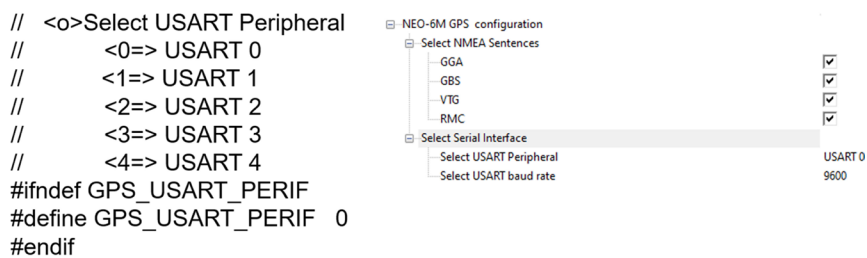 //   <o>Select USART Peripheral
//        <0=> USART 0
//        <1=> USART 1
//        <2=> USART 2
//        <3=> USART 3
//        <4=> USART 4
#ifndef GPS_USART_PERIF
#define GPS_USART_PERIF   0
#endif
NEO-6M GPS configuration
Select NMEA Sentences
GGA
GBS
VTG
RMC
Select Serial Interface
Select USART Peripheral USART 0
Select USART baud rate 9600